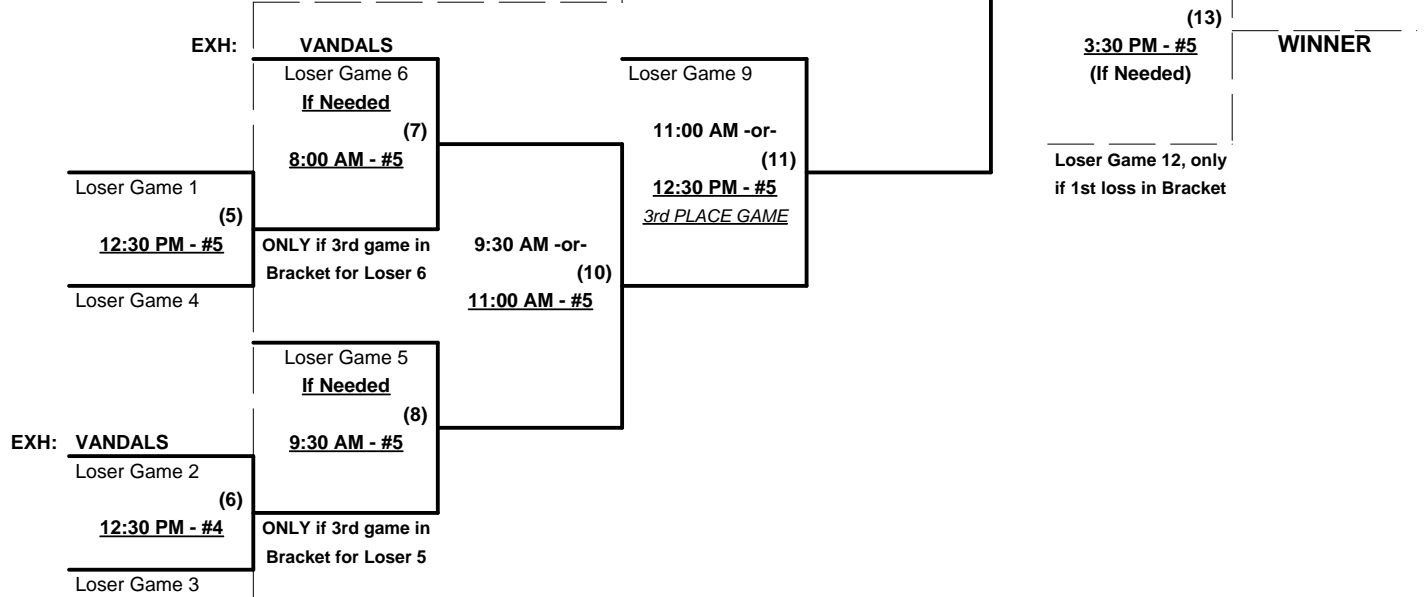 (13)
EXH: VANDALS
3:30 PM - #5
WINNER
Loser Game 6
Loser Game 9
(If Needed)
If Needed
(7)
11:00 AM -or-
8:00 AM - #5
(11)
Loser Game 12, only
if 1st loss in Bracket
Loser Game 1
12:30 PM - #5
(5)
3rd PLACE GAME
12:30 PM - #5
ONLY if 3rd game in
Bracket for Loser 6
9:30 AM -or-
(10)
Loser Game 4
11:00 AM - #5
Loser Game 5
If Needed
(8)
9:30 AM - #5
EXH: VANDALS
Loser Game 2
(6)
12:30 PM - #4
ONLY if 3rd game in
Bracket for Loser 5
Loser Game 3